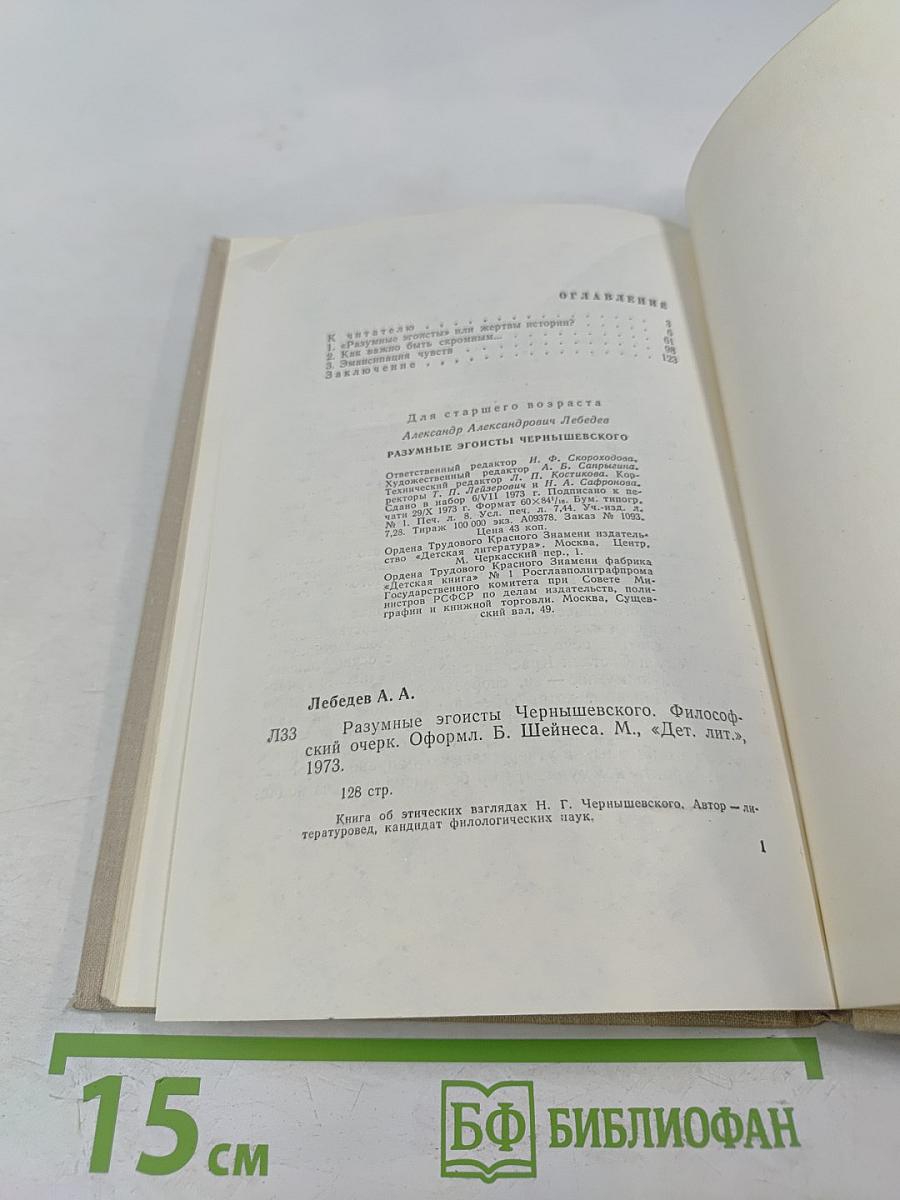 ОГЛАВЛЕНИЕ
К читателю . . . . . . . . . . . . . 3
1. «Разумные эгоисты» или жертвы истории? . . . . . 6
2. Как важно быть скромным... . . . . . . . . . 61
3. Эмансипация чувств . . . . . . . . . . . 98
Заключение . . . . . . . . . . . . . 123
Для старшего возраста
Александр Александрович Лебедев
РАЗУМНЫЕ ЭГОИСТЫ ЧЕРНЫШЕВСКОГО
Ответственный редактор И. Ф. Скороходова.
Художественный редактор А. Б. Сапрыгина.
Технический редактор Л. П. Костикова. Кор-
ректоры Т. П. Лейзерович и Н. А. Сафронова.
Сдано в набор 6/VII 1973 г. Подписано к пе-
чати 29/X 1973 г. Формат 60×84¹/₁₆. Бум. типогр.
№ 1. Печ. л. 8. Усл. печ. л. 7,44. Уч.-изд. л.
7,28. Тираж 100 000 экз. А09378. Заказ № 1093.
Цена 43 коп.
Ордена Трудового Красного Знамени издатель-
ство «Детская литература». Москва, Центр,
М. Черкасский пер., 1.
Ордена Трудового Красного Знамени фабрика
«Детская книга» № 1 Росглавполиграфпрома
Государственного комитета при Совете Ми-
нистров РСФСР по делам издательств, поли-
графии и книжной торговли. Москва, Сущев-
ский вал, 49.
Лебедев А. А.
Л33 Разумные эгоисты Чернышевского. Философ-
ский очерк. Оформл. Б. Шейнеса. М., «Дет. лит.»,
1973.
128 стр.
Книга об этических взглядах Н. Г. Чернышевского. Автор — ли-
тературовед, кандидат филологических наук.
1
15 см
БФ БИБЛИОФАН